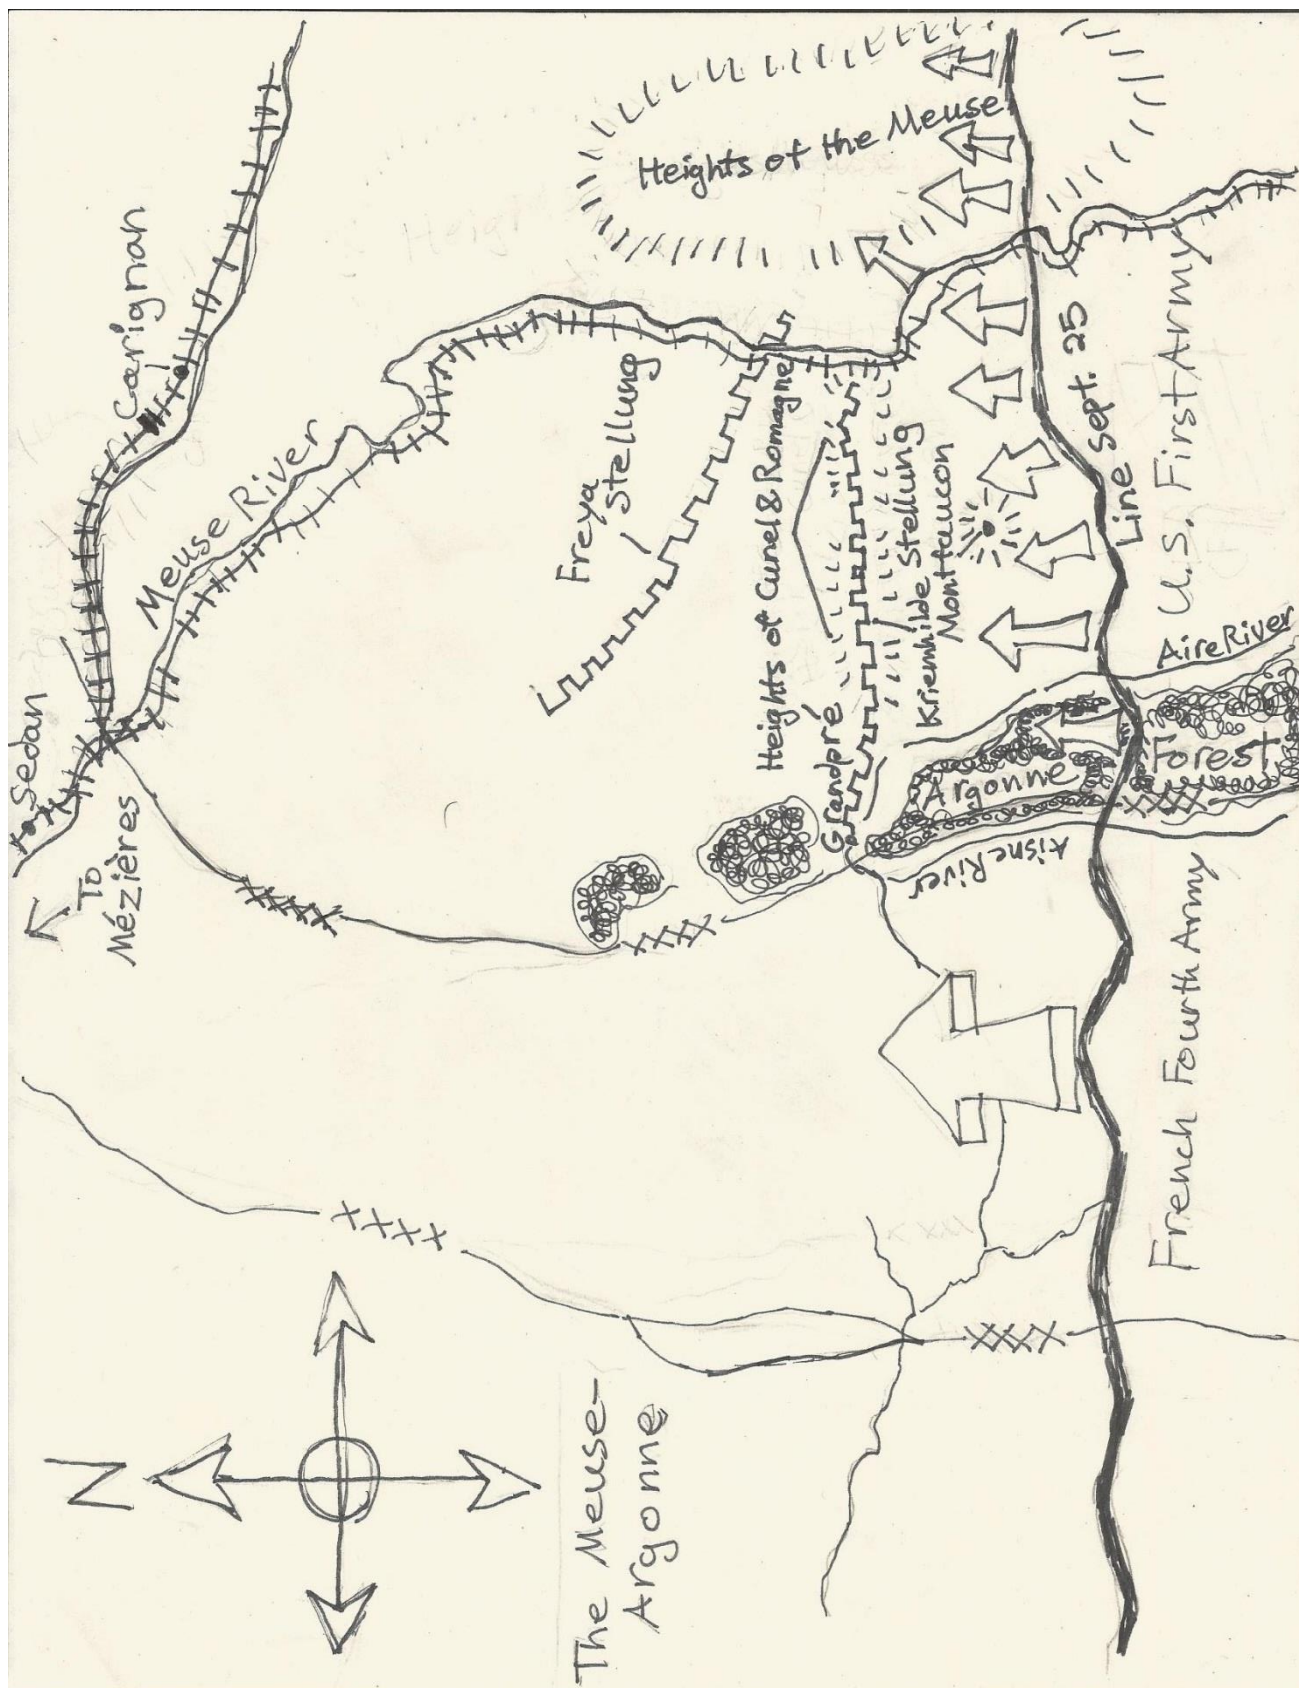 N
To Sedan
To
Mézières
Carignan
Meuse River
The Meuse-
Argonne
Freya
Stellung
Heights of the Meuse
Heights of Cunel & Romagne
Grandpré
Kriemhilde Stellung
Montfaucon
Aisne River
Argonne
Forest
Line Sept. 25
Aire River
French Fourth Army
U.S. First Army